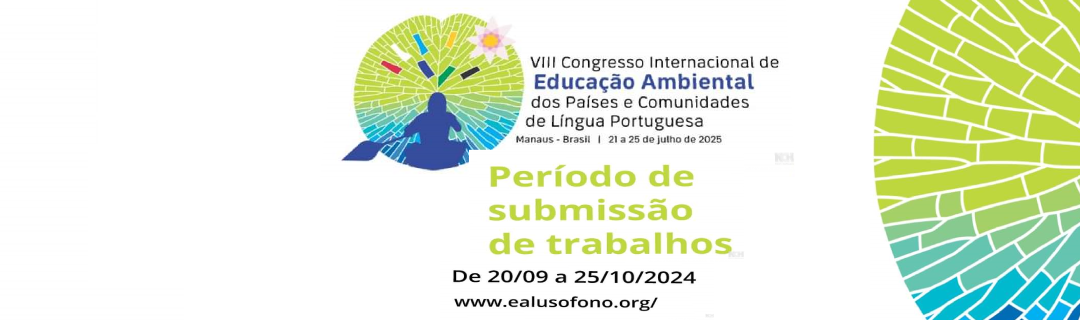 VIII Congresso Internacional de
Educação Ambiental
dos Países e Comunidades
de Língua Portuguesa
Manaus - Brasil | 21 a 25 de julho de 2025
Período de
submissão
de trabalhos
De 20/09 a 25/10/2024
www.ealusofono.org/